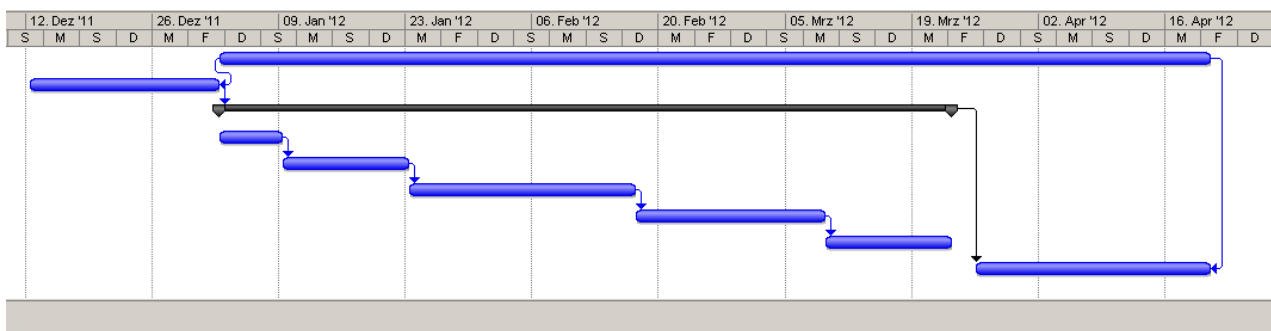 12. Dez '11 26. Dez '11 09. Jan '12 23. Jan '12 06. Feb '12 20. Feb '12 05. Mrz '12 19. Mrz '12 02. Apr '12 16. Apr '12
S M S D M F D S M S D M F D S M S D M F D S M S D M F D S M S D M F D